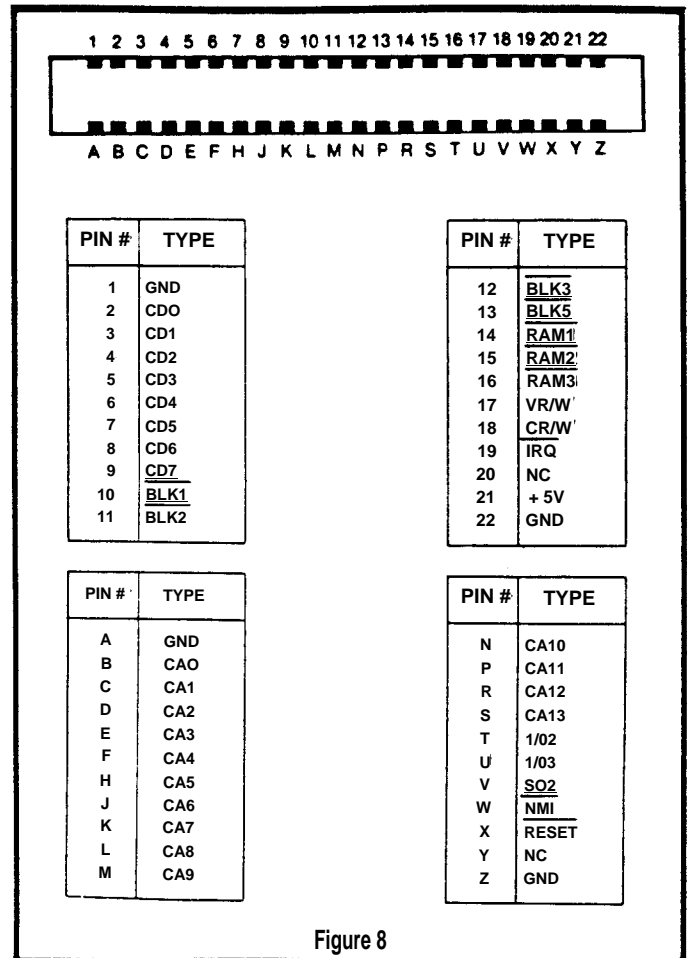 1 2 3 4 5 6 7 8 9 10 11 12 13 14 15 16 17 18 19 20 21 22
A B C D E F H J K L M N P R S T U V W X Y Z
PIN # TYPE
1 GND
2 CDO
3 CD1
4 CD2
5 CD3
6 CD4
7 CD5
8 CD6
9 CD7
10 BLK1
11 BLK2
PIN # TYPE
12 BLK3
13 BLK5
14 RAM1
15 RAM2
16 RAM3
17 VR/W
18 CR/W
19 IRQ
20 NC
21 + 5V
22 GND
PIN # TYPE
A GND
B CAO
C CA1
D CA2
E CA3
F CA4
H CA5
J CA6
K CA7
L CA8
M CA9
PIN # TYPE
N CA10
P CA11
R CA12
S CA13
T 1/02
U 1/03
V SO2
W NMI
X RESET
Y NC
Z GND
Figure 8